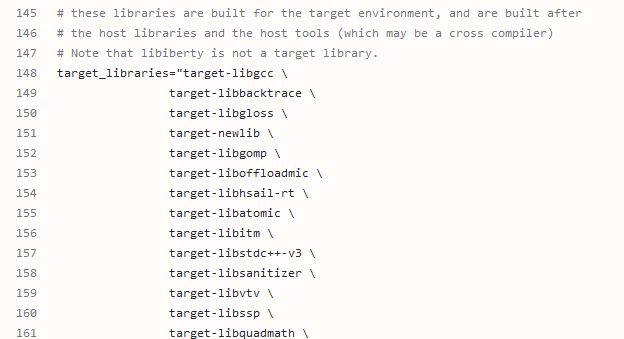 145 # these libraries are built for the target environment, and are built after
146 # the host libraries and the host tools (which may be a cross compiler)
147 # Note that libiberty is not a target library.
148 target_libraries="target-libgcc \
149 target-libbacktrace \
150 target-libgloss \
151 target-newlib \
152 target-libgomp \
153 target-liboffloadmic \
154 target-libhsail-rt \
155 target-libatomic \
156 target-libitm \
157 target-libstdc++-v3 \
158 target-libsanitizer \
159 target-libvtv \
160 target-libssp \
161 target-libquadmath \